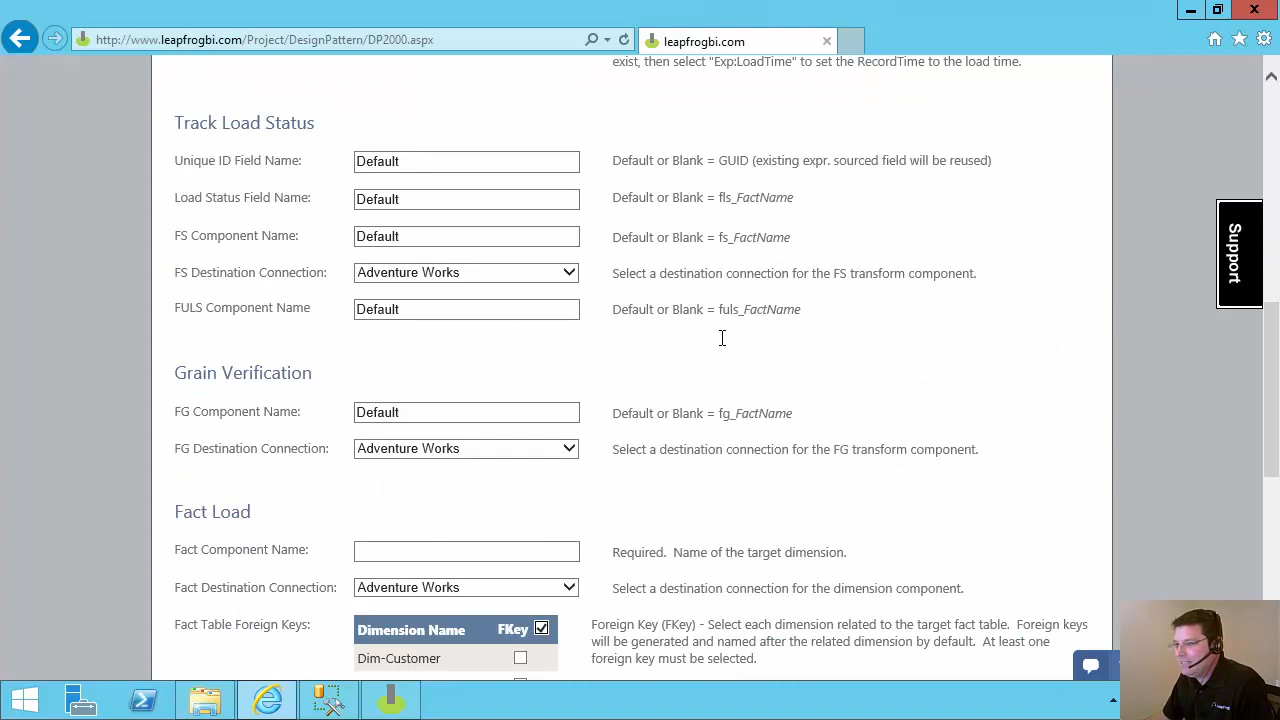 http://www.leapfrogbi.com/Project/DesignPattern/DP2000.aspx
leapfrogbi.com
exist, then select "Exp:LoadTime" to set the RecordTime to the load time.
Track Load Status
Unique ID Field Name: Default Default or Blank = GUID (existing expr. sourced field will be reused)
Load Status Field Name: Default Default or Blank = fls_FactName
FS Component Name: Default Default or Blank = fs_FactName
FS Destination Connection: Adventure Works Select a destination connection for the FS transform component.
FULS Component Name Default Default or Blank = fuls_FactName
Grain Verification
FG Component Name: Default Default or Blank = fg_FactName
FG Destination Connection: Adventure Works Select a destination connection for the FG transform component.
Fact Load
Fact Component Name: Required. Name of the target dimension.
Fact Destination Connection: Adventure Works Select a destination connection for the dimension component.
Fact Table Foreign Keys: Dimension Name FKey Foreign Key (FKey) - Select each dimension related to the target fact table. Foreign keys
will be generated and named after the related dimension by default. At least one
Dim-Customer foreign key must be selected.
Support